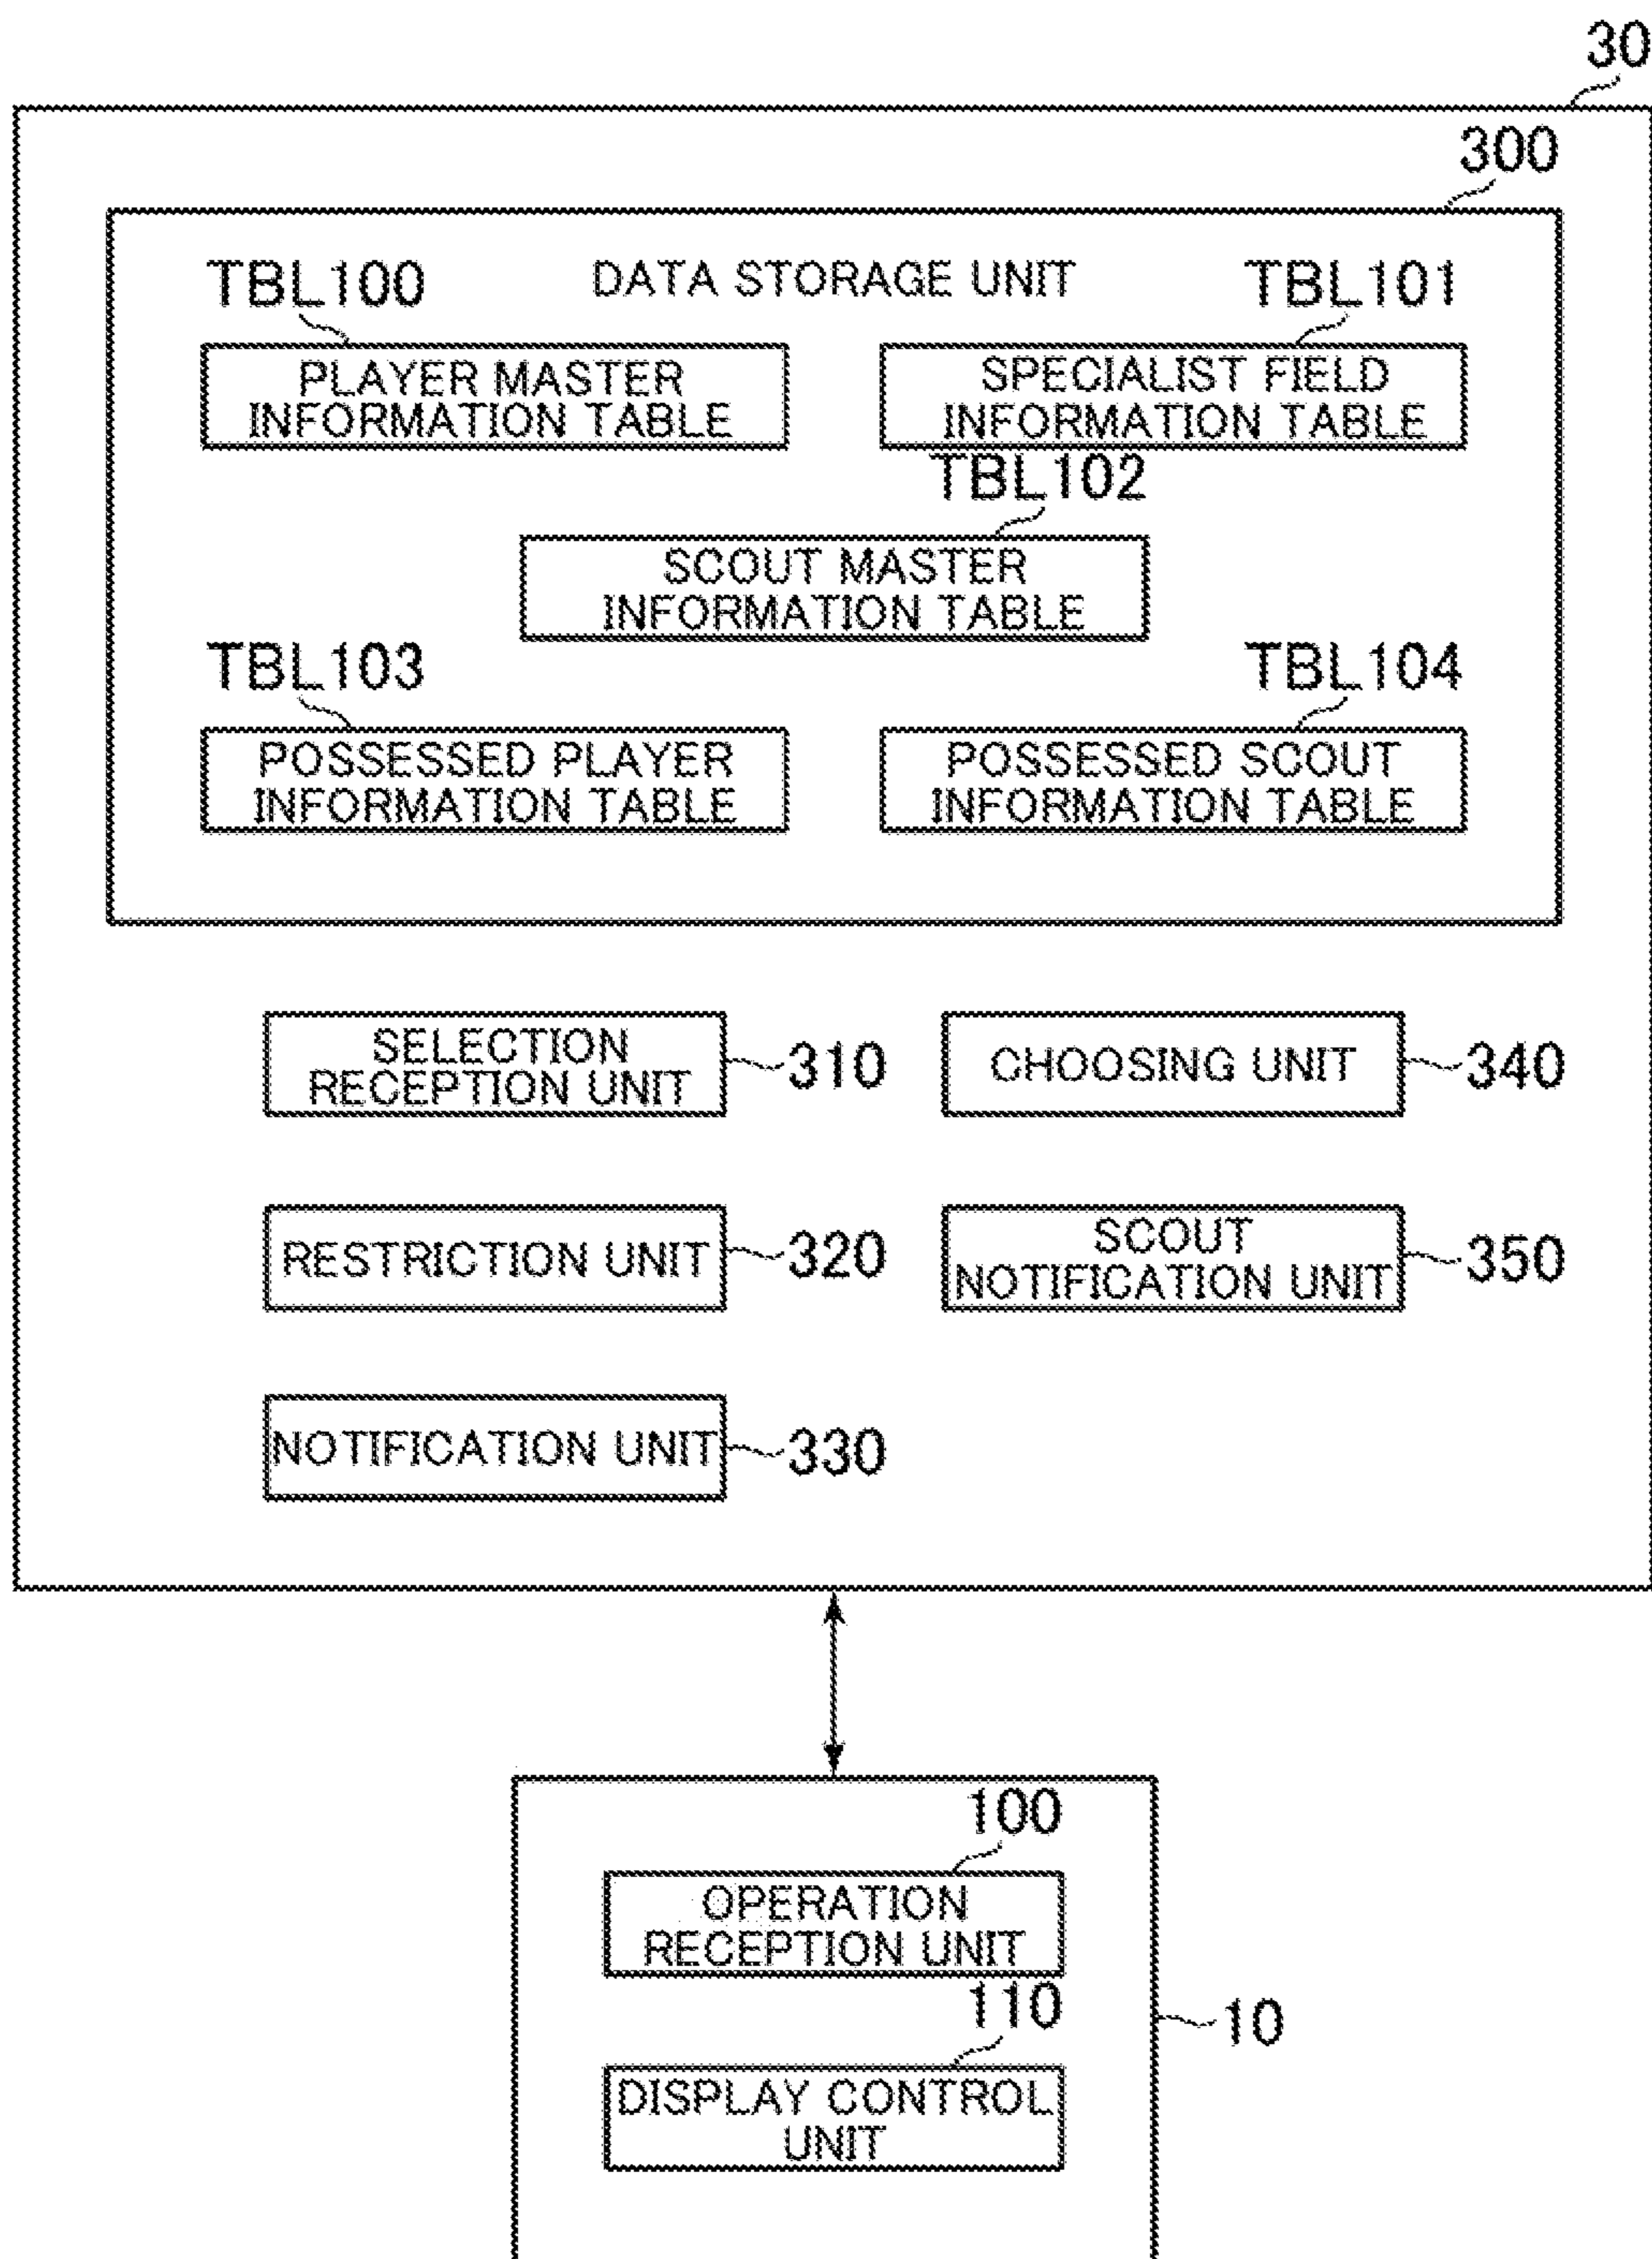 30
300
TBL100 DATA STORAGE UNIT TBL101
PLAYER MASTER
INFORMATION TABLE
SPECIALIST FIELD
INFORMATION TABLE
TBL102
SCOUT MASTER
INFORMATION TABLE
TBL103 TBL104
POSSESSED PLAYER
INFORMATION TABLE
POSSESSED SCOUT
INFORMATION TABLE
SELECTION
RECEPTION UNIT
310
CHOOSING UNIT
340
RESTRICTION UNIT
320
SCOUT
NOTIFICATION UNIT
350
NOTIFICATION UNIT
330
100
OPERATION
RECEPTION UNIT
110
10
DISPLAY CONTROL
UNIT